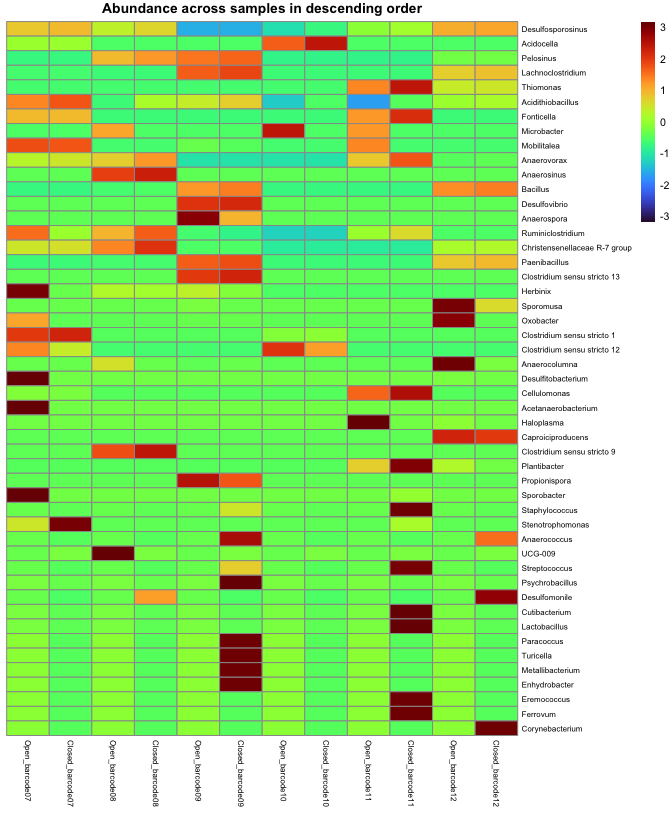 Abundance across samples in descending order
Desulfosporosinus
Acidocella
Pelosinus
Lachnoclostridium
Thiomonas
Acidithiobacillus
Fonticella
Microbacter
Mobilitalea
Anaerovorax
Anaerosinus
Bacillus
Desulfovibrio
Anaerospora
Ruminiclostridium
Christensenellaceae R-7 group
Paenibacillus
Clostridium sensu stricto 13
Herbinix
Sporomusa
Oxobacter
Clostridium sensu stricto 1
Clostridium sensu stricto 12
Anaerocolumna
Desulfitobacterium
Cellulomonas
Acetanaerobacterium
Haloplasma
Caproiciproducens
Clostridium sensu stricto 9
Plantibacter
Propionispora
Sporobacter
Staphylococcus
Stenotrophomonas
Anaerococcus
UCG-009
Streptococcus
Psychrobacillus
Desulfomonile
Cutibacterium
Lactobacillus
Paracoccus
Turicella
Metallibacterium
Enhydrobacter
Eremococcus
Ferrovum
Corynebacterium
3
2
1
0
-1
-2
-3
Open_barcode07
Closed_barcode07
Open_barcode08
Closed_barcode08
Open_barcode09
Closed_barcode09
Open_barcode10
Closed_barcode10
Open_barcode11
Closed_barcode11
Open_barcode12
Closed_barcode12